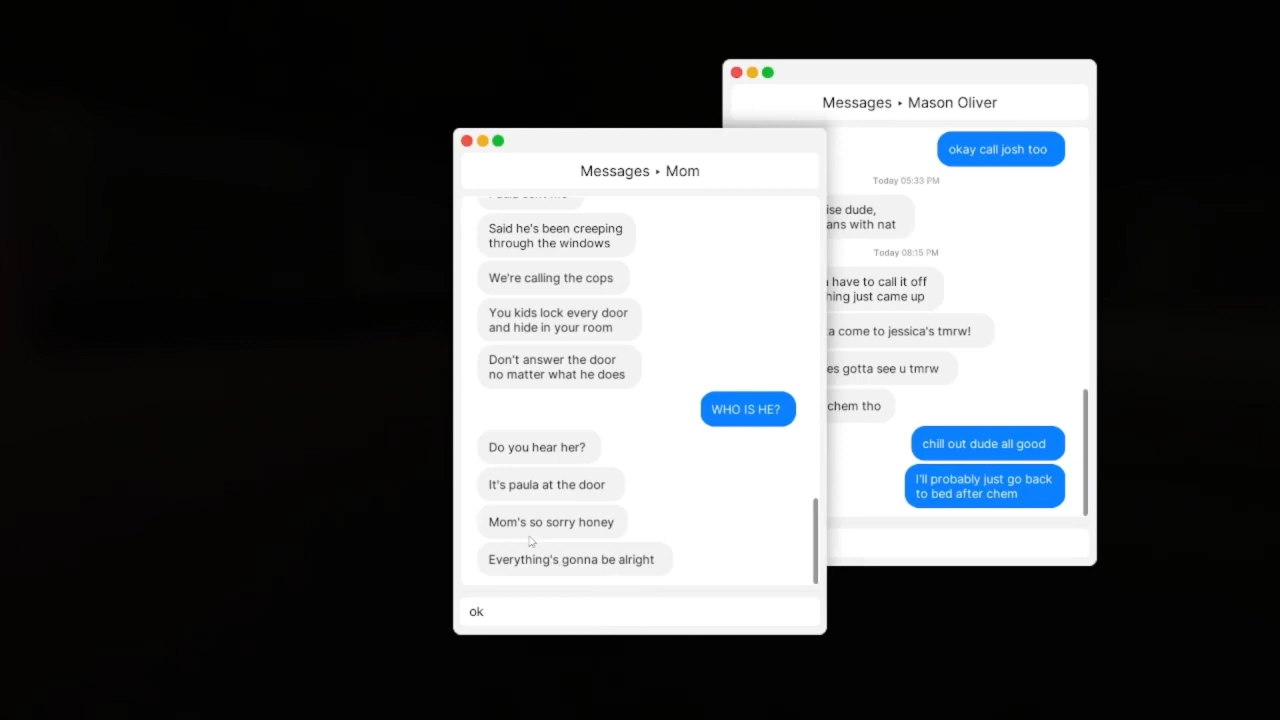 Messages ▸ Mom
Said he's been creeping
through the windows
We're calling the cops
You kids lock every door
and hide in your room
Don't answer the door
no matter what he does
WHO IS HE?
Do you hear her?
It's paula at the door
Mom's so sorry honey
Everything's gonna be alright
ok
Messages ▸ Mason Oliver
okay call josh too
Today 05:33 PM
dude,
with nat
Today 08:15 PM
have to call it off
just came up
come to jessica's tmrw!
gotta see u tmrw
chem tho
chill out dude all good
I'll probably just go back
to bed after chem